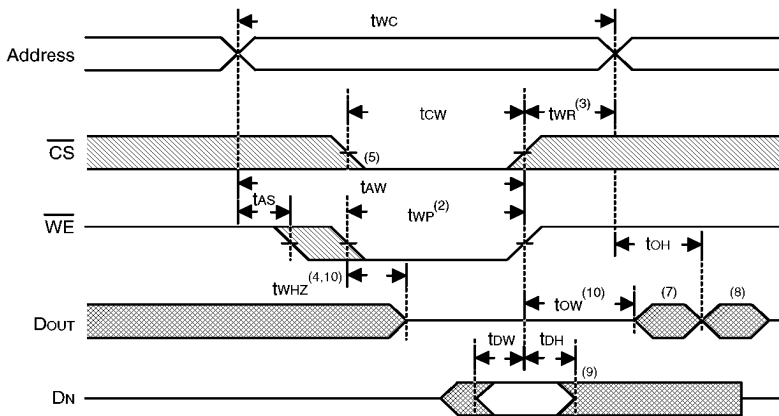 tWC
Address
tCW
tWR(3)
CS
(5)
tAW
tAS
tWP(2)
WE
tOH
tWHZ(4,10)
tOW(10)
(7)
(8)
DOUT
tDW
tDH
(9)
DN